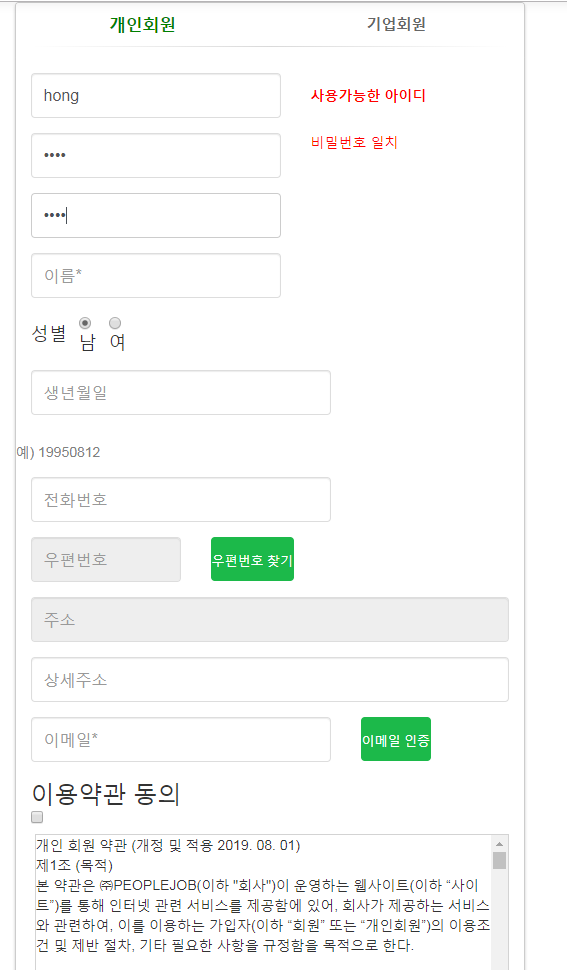 개인회원 기업회원
hong 사용가능한 아이디
•••• 비밀번호 일치
••••
이름*
성별 남 여
생년월일
예) 19950812
전화번호
우편번호 우편번호 찾기
주소
상세주소
이메일* 이메일 인증
이용약관 동의
개인 회원 약관 (개정 및 적용 2019. 08. 01)
제1조 (목적)
본 약관은 ㈜PEOPLEJOB(이하 "회사")이 운영하는 웹사이트(이하 “사이
트”)를 통해 인터넷 관련 서비스를 제공함에 있어, 회사가 제공하는 서비스
와 관련하여, 이를 이용하는 가입자(이하 “회원” 또는 “개인회원”)의 이용조
건 및 제반 절차, 기타 필요한 사항을 규정함을 목적으로 한다.